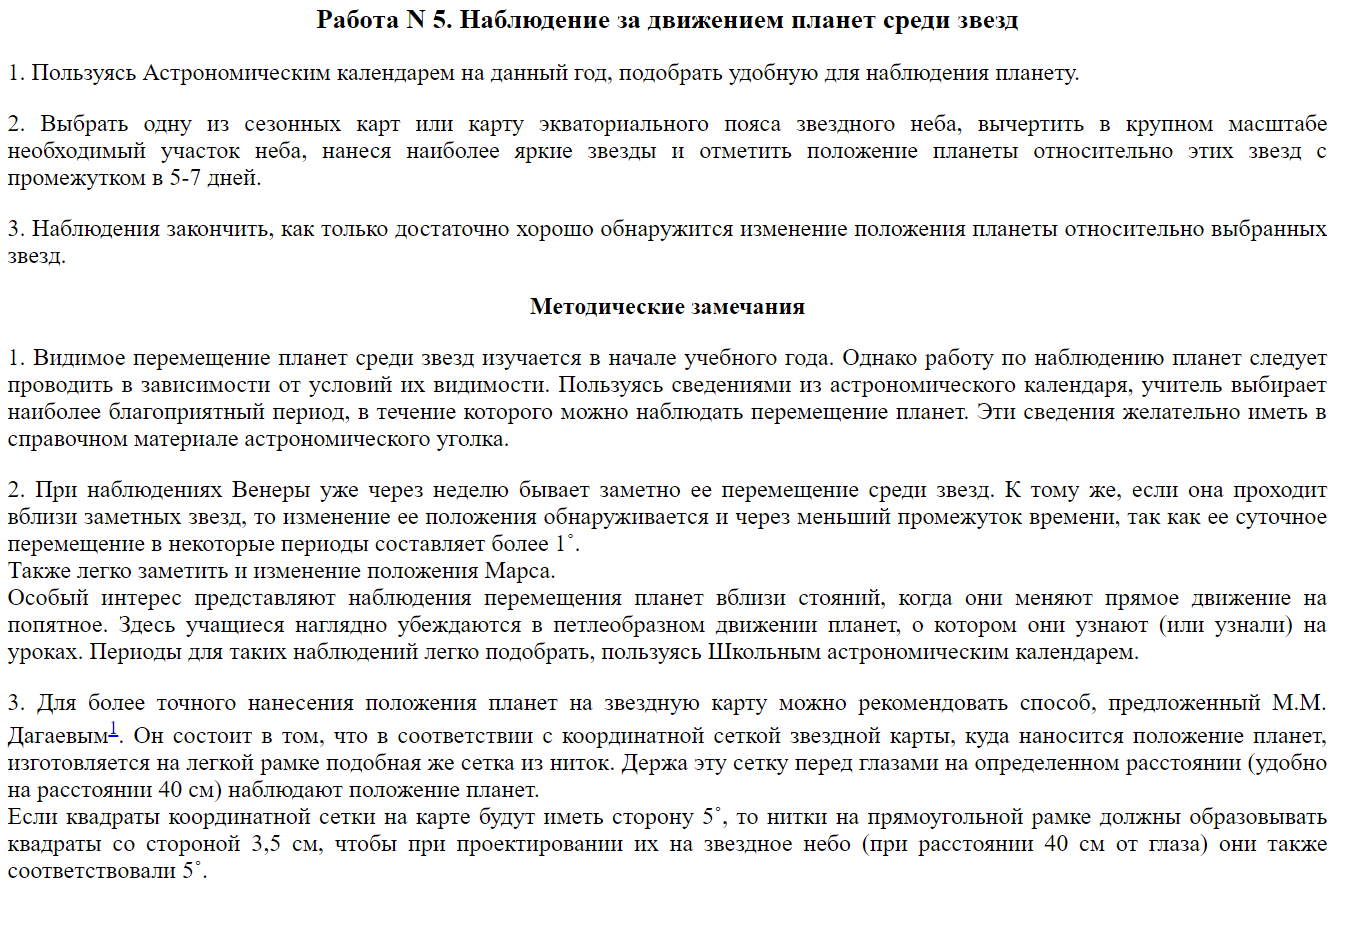 Работа N 5. Наблюдение за движением планет среди звезд
1. Пользуясь Астрономическим календарем на данный год, подобрать удобную для наблюдения планету.
2. Выбрать одну из сезонных карт или карту экваториального пояса звездного неба, вычертить в крупном масштабе
необходимый участок неба, нанеся наиболее яркие звезды и отметить положение планеты относительно этих звезд с
промежутком в 5-7 дней.
3. Наблюдения закончить, как только достаточно хорошо обнаружится изменение положения планеты относительно выбранных
звезд.
Методические замечания
1. Видимое перемещение планет среди звезд изучается в начале учебного года. Однако работу по наблюдению планет следует
проводить в зависимости от условий их видимости. Пользуясь сведениями из астрономического календаря, учитель выбирает
наиболее благоприятный период, в течение которого можно наблюдать перемещение планет. Эти сведения желательно иметь в
справочном материале астрономического уголка.
2. При наблюдениях Венеры уже через неделю бывает заметно ее перемещение среди звезд. К тому же, если она проходит
вблизи заметных звезд, то изменение ее положения обнаруживается и через меньший промежуток времени, так как ее суточное
перемещение в некоторые периоды составляет более 1˚.
Также легко заметить и изменение положения Марса.
Особый интерес представляют наблюдения перемещения планет вблизи стояний, когда они меняют прямое движение на
попятное. Здесь учащиеся наглядно убеждаются в петлеобразном движении планет, о котором они узнают (или узнали) на
уроках. Периоды для таких наблюдений легко подобрать, пользуясь Школьным астрономическим календарем.
3. Для более точного нанесения положения планет на звездную карту можно рекомендовать способ, предложенный М.М.
Дагаевым1. Он состоит в том, что в соответствии с координатной сеткой звездной карты, куда наносится положение планет,
изготовляется на легкой рамке подобная же сетка из ниток. Держа эту сетку перед глазами на определенном расстоянии (удобно
на расстоянии 40 см) наблюдают положение планет.
Если квадраты координатной сетки на карте будут иметь сторону 5˚, то нитки на прямоугольной рамке должны образовывать
квадраты со стороной 3,5 см, чтобы при проектировании их на звездное небо (при расстоянии 40 см от глаза) они также
соответствовали 5˚.